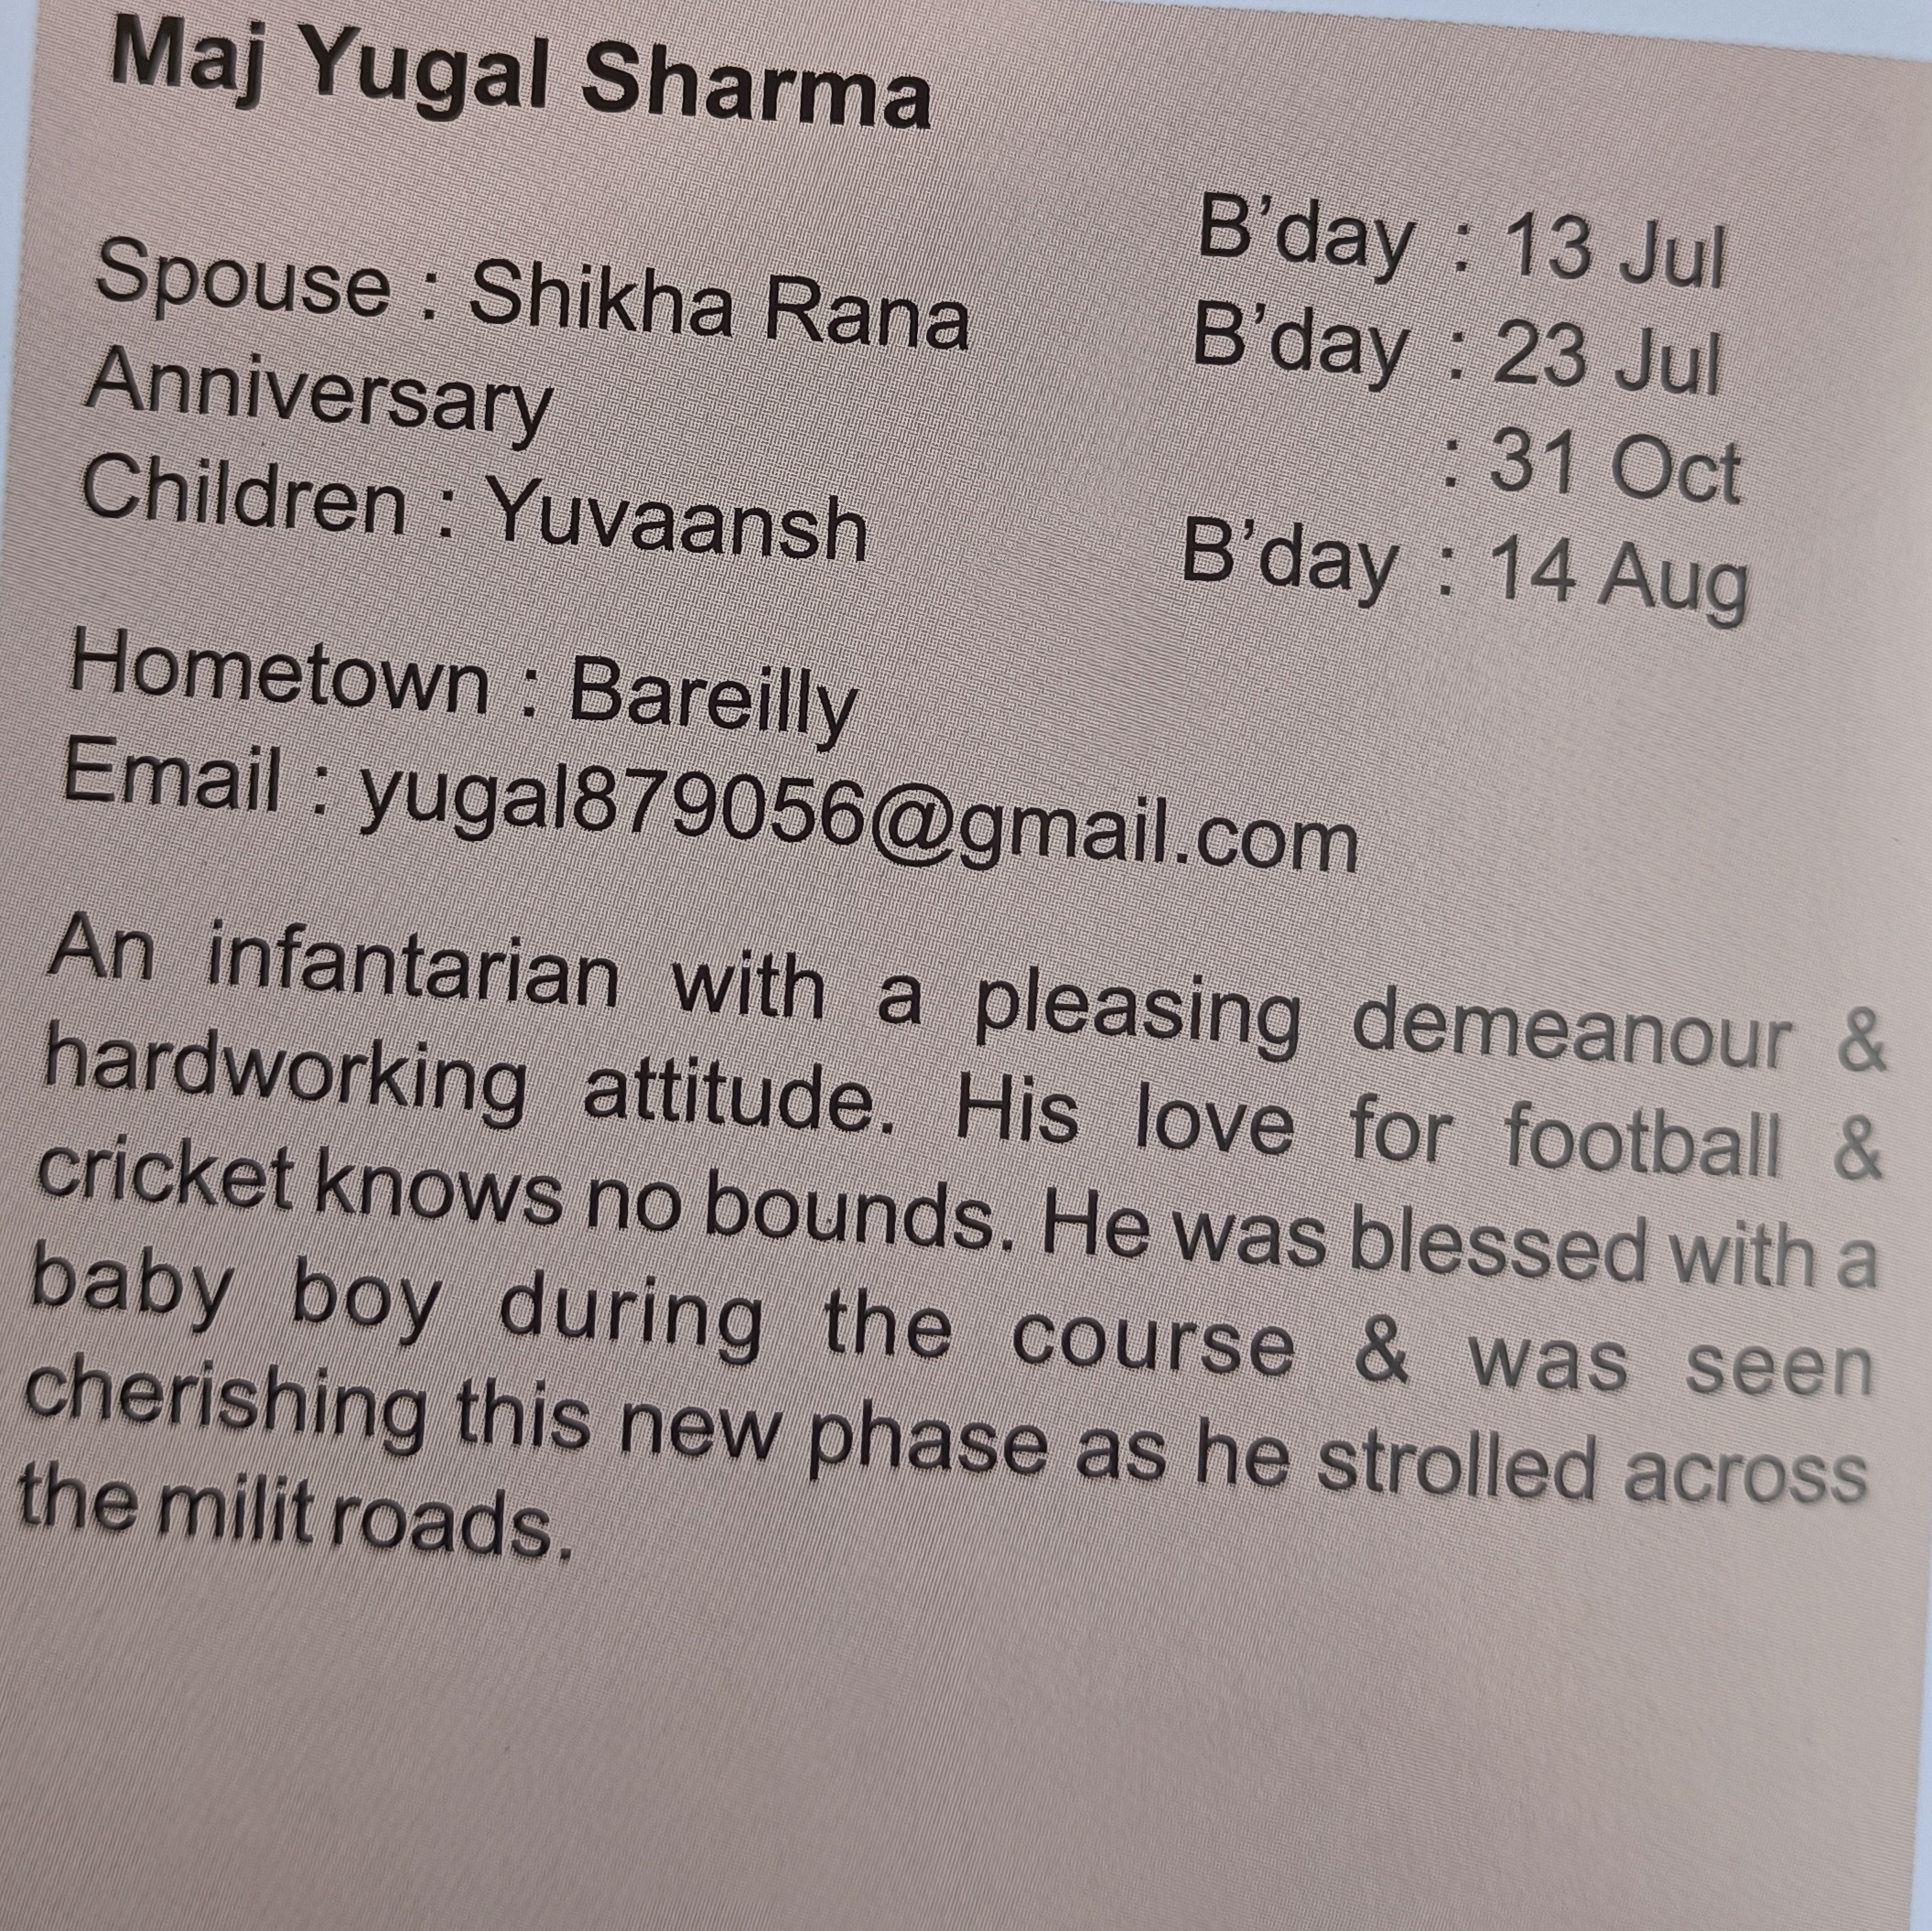 Maj Yugal Sharma
B’day : 13 Jul
Spouse : Shikha Rana B’day : 23 Jul
Anniversary : 31 Oct
Children : Yuvaansh B’day : 14 Aug
Hometown : Bareilly
Email : yugal879056@gmail.com
An infantarian with a pleasing demeanour &
hardworking attitude. His love for football &
cricket knows no bounds. He was blessed with a
baby boy during the course & was seen
cherishing this new phase as he strolled across
the milit roads.